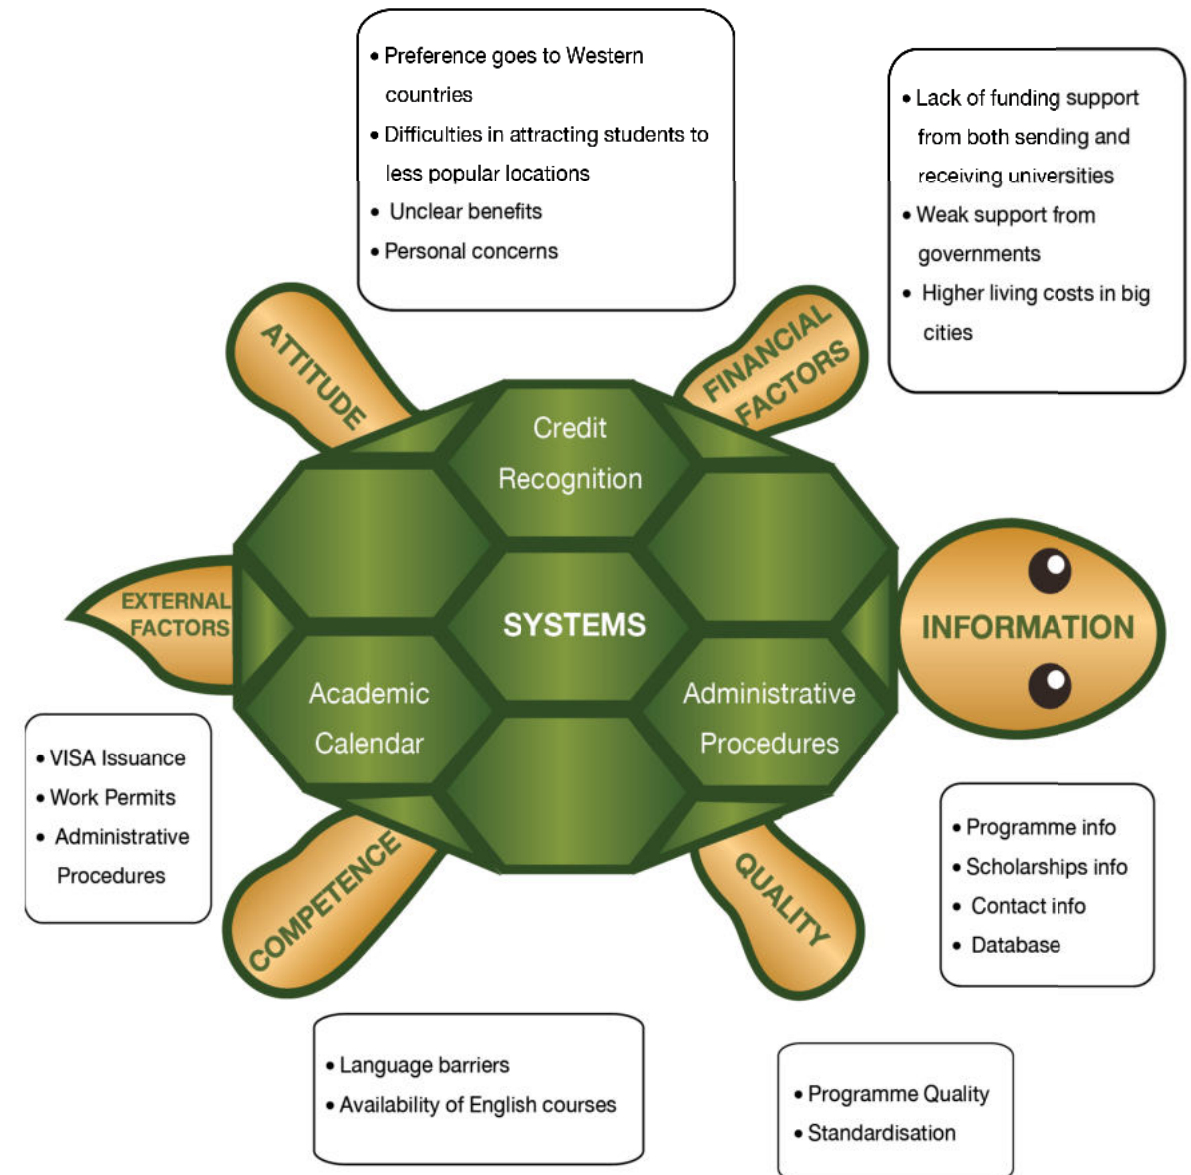 • Preference goes to Western
countries
• Difficulties in attracting students to
less popular locations
• Unclear benefits
• Personal concerns
• Lack of funding support
from both sending and
receiving universities
• Weak support from
governments
• Higher living costs in big
cities
ATTITUDE
FINANCIAL
FACTORS
Credit
Recognition
EXTERNAL
FACTORS
SYSTEMS
INFORMATION
Academic
Calendar
Administrative
Procedures
• VISA Issuance
• Work Permits
• Administrative
Procedures
COMPETENCE
QUALITY
• Programme info
• Scholarships info
• Contact info
• Database
• Language barriers
• Availability of English courses
• Programme Quality
• Standardisation